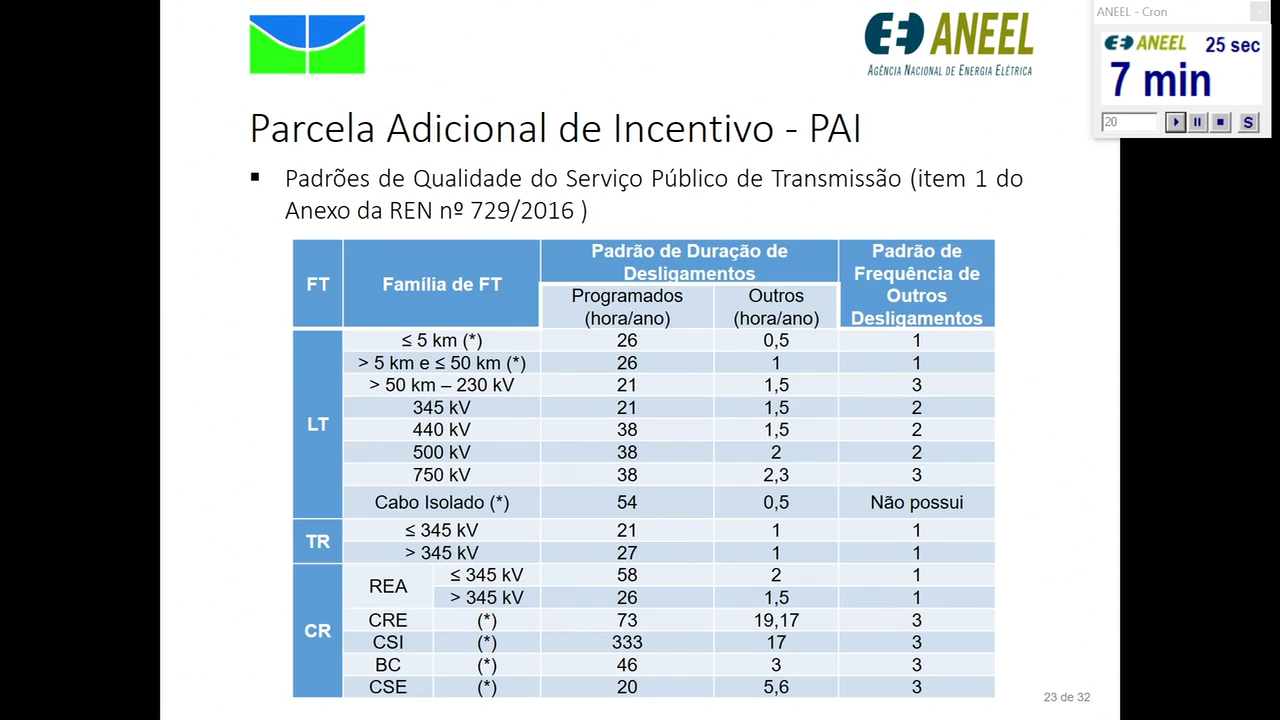 ANEEL
AGÊNCIA NACIONAL DE ENERGIA ELÉTRICA
ANEEL - Cron
ANEEL 25 sec
7 min
20 S
Parcela Adicional de Incentivo - PAI
Padrões de Qualidade do Serviço Público de Transmissão (item 1 do
Anexo da REN nº 729/2016 )
FT Família de FT Padrão de Duração de Desligamentos Padrão de Frequência de Outros Desligamentos
Programados (hora/ano) Outros (hora/ano)
LT
≤ 5 km (*) 26 0,5 1
> 5 km e ≤ 50 km (*) 26 1 1
> 50 km – 230 kV 21 1,5 3
345 kV 21 1,5 2
440 kV 38 1,5 2
500 kV 38 2 2
750 kV 38 2,3 3
Cabo Isolado (*) 54 0,5 Não possui
TR
≤ 345 kV 21 1 1
> 345 kV 27 1 1
CR
REA ≤ 345 kV 58 2 1
> 345 kV 26 1,5 1
CRE (*) 73 19,17 3
CSI (*) 333 17 3
BC (*) 46 3 3
CSE (*) 20 5,6 3
23 de 32